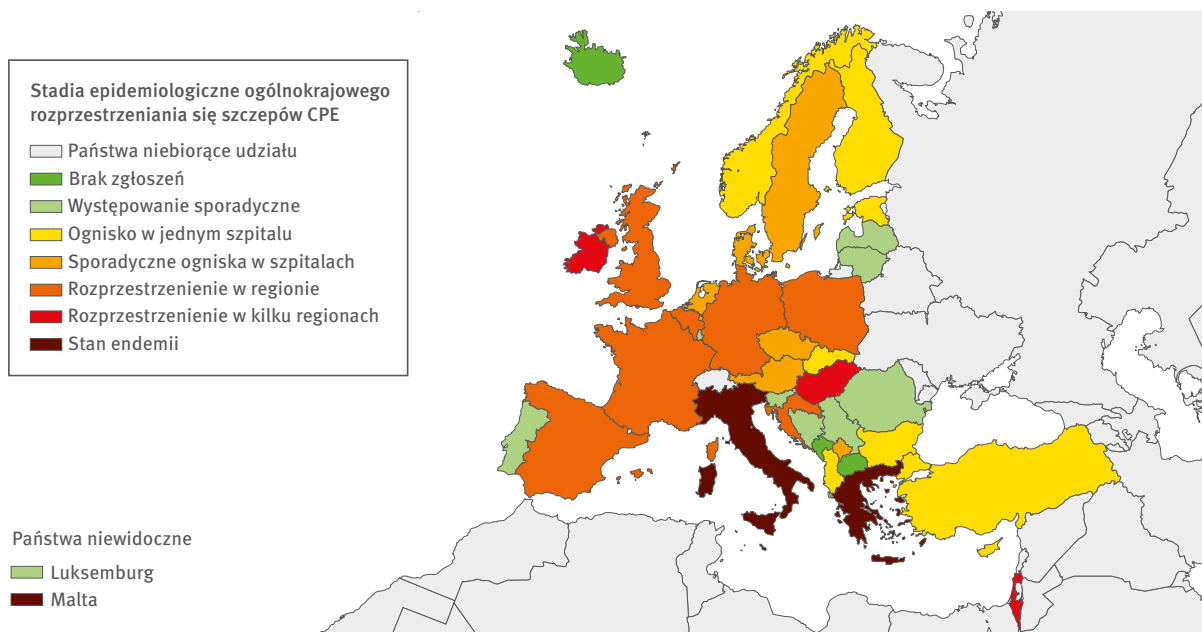 Stadia epidemiologiczne ogólnokrajowego
rozprzestrzeniania się szczepów CPE
Państwa niebiorące udziału
Brak zgłoszeń
Występowanie sporadyczne
Ognisko w jednym szpitalu
Sporadyczne ogniska w szpitalach
Rozprzestrzenienie w regionie
Rozprzestrzenienie w kilku regionach
Stan endemii
Państwa niewidoczne
Luksemburg
Malta